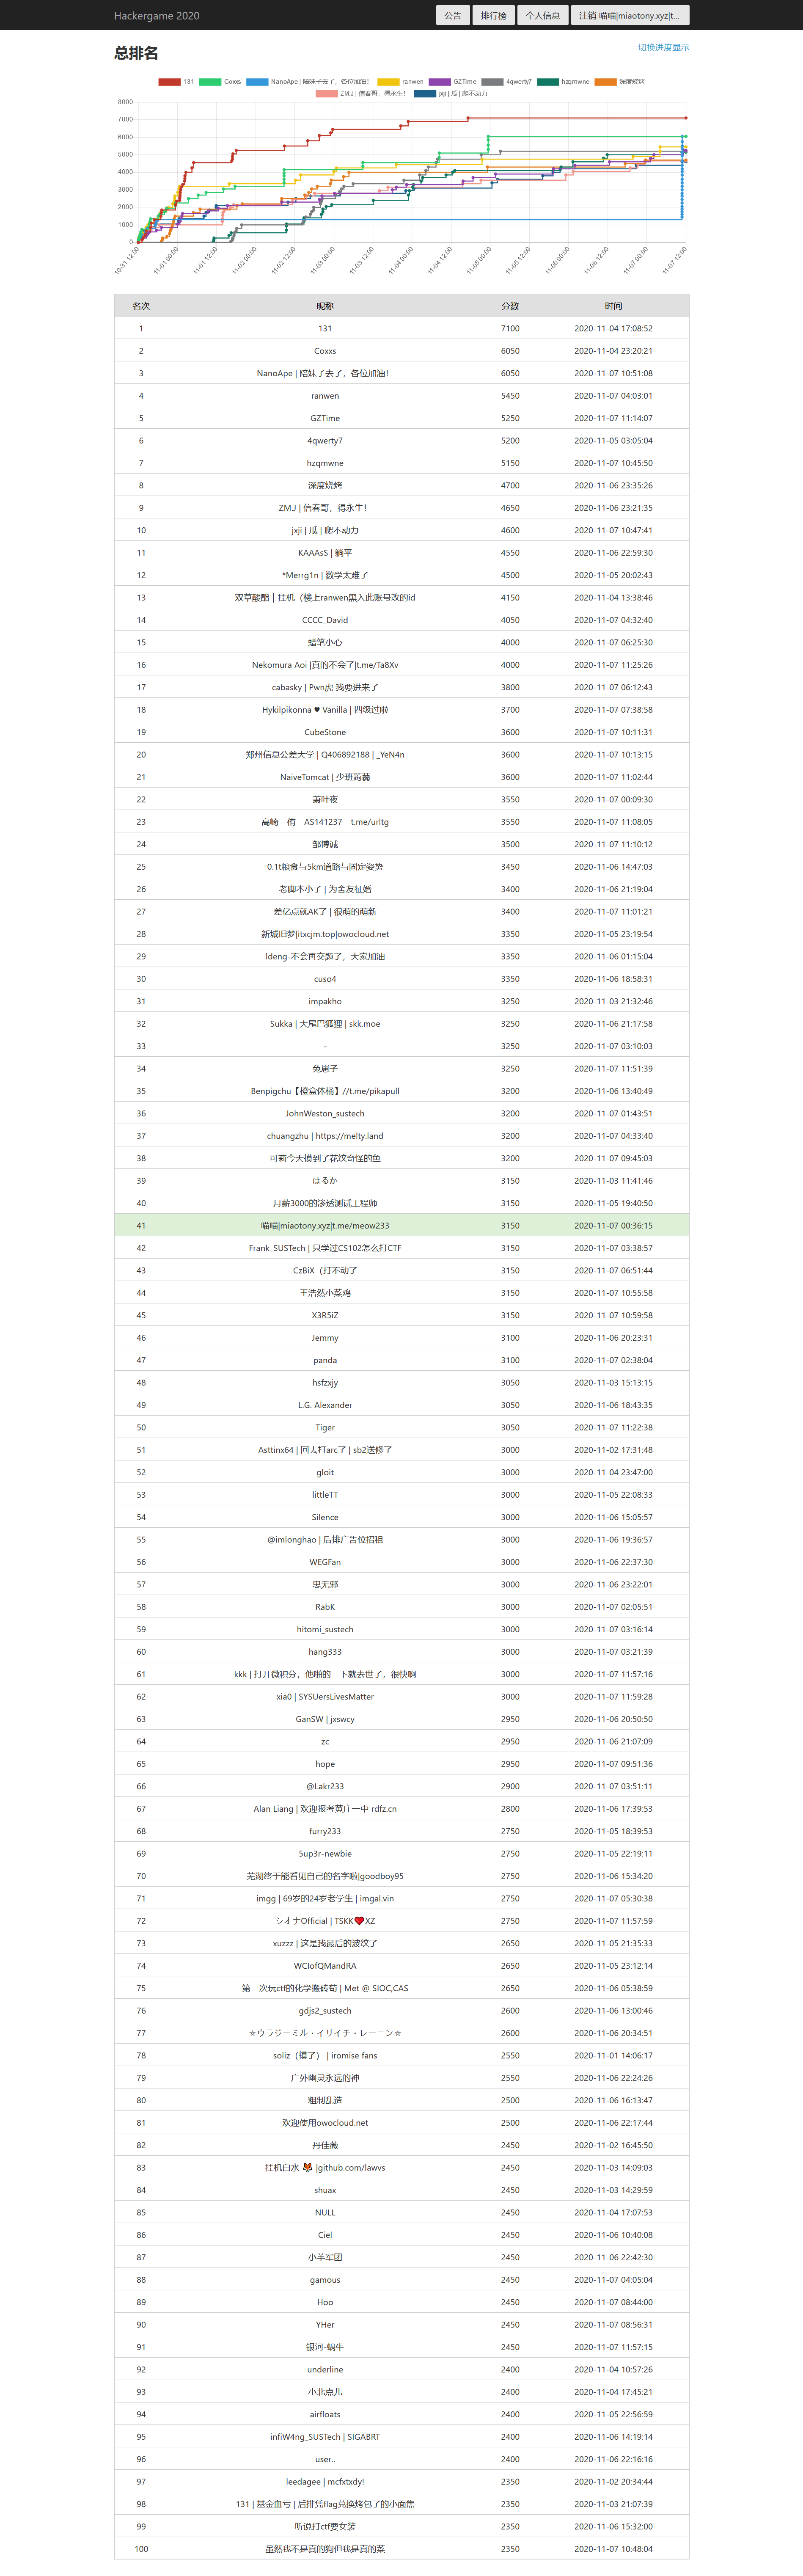 Hackergame 2020
公告 排行榜 个人信息 注销 喵喵|miaotony.xyz|t...
总排名
切换进度显示
131 Coxxs NanoApe | 陪妹子去了，各位加油！ ranwen GZTime 4qwerty7 hzqmwne 深度烧烤
ZM.J | 信春哥，得永生！ jxji | 瓜 | 爬不动力
8000
7000
6000
5000
4000
3000
2000
1000
0
10-31 12:00 11-01 00:00 11-01 12:00 11-02 00:00 11-02 12:00 11-03 00:00 11-03 12:00 11-04 00:00 11-04 12:00 11-05 00:00 11-05 12:00 11-06 00:00 11-06 12:00 11-07 00:00 11-07 12:00
名次 昵称 分数 时间
1 131 7100 2020-11-04 17:08:52
2 Coxxs 6050 2020-11-04 23:20:21
3 NanoApe | 陪妹子去了，各位加油！ 6050 2020-11-07 10:51:08
4 ranwen 5450 2020-11-07 04:03:01
5 GZTime 5250 2020-11-07 11:14:07
6 4qwerty7 5200 2020-11-05 03:05:04
7 hzqmwne 5150 2020-11-07 10:45:50
8 深度烧烤 4700 2020-11-06 23:35:26
9 ZM.J | 信春哥，得永生！ 4650 2020-11-06 23:21:35
10 jxji | 瓜 | 爬不动力 4600 2020-11-07 10:47:41
11 KAAAsS | 躺平 4550 2020-11-06 22:59:30
12 *Merrg1n | 数学太难了 4500 2020-11-05 20:02:43
13 双草酸酯 | 挂机（楼上ranwen黑入此账号改的id 4150 2020-11-04 13:38:46
14 CCCC_David 4050 2020-11-07 04:32:40
15 蜡笔小心 4000 2020-11-07 06:25:30
16 Nekomura Aoi |真的不会了|t.me/Ta8Xv 4000 2020-11-07 11:25:26
17 cabasky | Pwn虎 我要进来了 3800 2020-11-07 06:12:43
18 Hykilpikonna ♥ Vanilla | 四级过啦 3700 2020-11-07 07:38:58
19 CubeStone 3600 2020-11-07 10:11:31
20 郑州信息公差大学 | Q406892188 | _YeN4n 3600 2020-11-07 10:13:15
21 NaiveTomcat | 少班蒟蒻 3600 2020-11-07 11:02:44
22 萧叶夜 3550 2020-11-07 00:09:30
23 高崎　侑　AS141237　t.me/urltg 3550 2020-11-07 11:08:05
24 邹博诚 3500 2020-11-07 11:10:12
25 0.1t粮食与5km道路与固定姿势 3450 2020-11-06 14:47:03
26 老脚本小子 | 为舍友征婚 3400 2020-11-06 21:19:04
27 差亿点就AK了 | 很萌的萌新 3400 2020-11-07 11:01:21
28 新城旧梦|itxcjm.top|owocloud.net 3350 2020-11-05 23:19:54
29 ldeng-不会再交题了，大家加油 3350 2020-11-06 01:15:04
30 cuso4 3350 2020-11-06 18:58:31
31 impakho 3250 2020-11-03 21:32:46
32 Sukka | 大尾巴狐狸 | skk.moe 3250 2020-11-06 21:17:58
33 - 3250 2020-11-07 03:10:03
34 兔崽子 3250 2020-11-07 11:51:39
35 Benpigchu【橙盒体桶】//t.me/pikapull 3200 2020-11-06 13:40:49
36 JohnWeston_sustech 3200 2020-11-07 01:43:51
37 chuangzhu | https://melty.land 3200 2020-11-07 04:33:40
38 可莉今天摸到了花纹奇怪的鱼 3200 2020-11-07 09:45:03
39 はるか 3150 2020-11-03 11:41:46
40 月薪3000的渗透测试工程师 3150 2020-11-05 19:40:50
41 喵喵|miaotony.xyz|t.me/meow233 3150 2020-11-07 00:36:15
42 Frank_SUSTech | 只学过CS102怎么打CTF 3150 2020-11-07 03:38:57
43 CzBiX（打不动了 3150 2020-11-07 06:51:44
44 王浩然小菜鸡 3150 2020-11-07 10:55:58
45 X3R5iZ 3150 2020-11-07 10:59:58
46 Jemmy 3100 2020-11-06 20:23:31
47 panda 3100 2020-11-07 02:38:04
48 hsfzxjy 3050 2020-11-03 15:13:15
49 L.G. Alexander 3050 2020-11-06 18:43:35
50 Tiger 3050 2020-11-07 11:22:38
51 Asttinx64 | 回去打arc了 | sb2送修了 3000 2020-11-02 17:31:48
52 gloit 3000 2020-11-04 23:47:00
53 littleTT 3000 2020-11-05 22:08:33
54 Silence 3000 2020-11-06 15:05:57
55 @imlonghao | 后排广告位招租 3000 2020-11-06 19:36:57
56 WEGFan 3000 2020-11-06 22:37:30
57 思无邪 3000 2020-11-06 23:22:01
58 RabK 3000 2020-11-07 02:05:51
59 hitomi_sustech 3000 2020-11-07 03:16:14
60 hang333 3000 2020-11-07 03:21:39
61 kkk | 打开微积分，他啪的一下就去世了，很快啊 3000 2020-11-07 11:57:16
62 xia0 | SYSUersLivesMatter 3000 2020-11-07 11:59:28
63 GanSW | jxswcy 2950 2020-11-06 20:50:50
64 zc 2950 2020-11-06 21:07:09
65 hope 2950 2020-11-07 09:51:36
66 @Lakr233 2900 2020-11-07 03:51:11
67 Alan Liang | 欢迎报考黄庄一中 rdfz.cn 2800 2020-11-06 17:39:53
68 furry233 2750 2020-11-05 18:39:53
69 5up3r-newbie 2750 2020-11-05 22:19:11
70 芜湖终于能看见自己的名字啦|goodboy95 2750 2020-11-06 15:34:20
71 imgg | 69岁的24岁老学生 | imgal.vin 2750 2020-11-07 05:30:38
72 シオナOfficial | TSKK❤XZ 2750 2020-11-07 11:57:59
73 xuzzz | 这是我最后的波纹了 2650 2020-11-05 21:35:33
74 WCIofQMandRA 2650 2020-11-05 23:12:14
75 第一次玩ctf的化学搬砖苟 | Met @ SIOC,CAS 2650 2020-11-06 05:38:59
76 gdjs2_sustech 2600 2020-11-06 13:00:46
77 ☆ウラジーミル・イリイチ・レーニン☆ 2600 2020-11-06 20:34:51
78 soliz（摸了） | iromise fans 2550 2020-11-01 14:06:17
79 广外幽灵永远的神 2550 2020-11-06 22:24:26
80 粗制乱造 2500 2020-11-06 16:13:47
81 欢迎使用owocloud.net 2500 2020-11-06 22:17:44
82 丹佳薇 2450 2020-11-02 16:45:50
83 挂机白水 🦊 |github.com/lawvs 2450 2020-11-03 14:09:03
84 shuax 2450 2020-11-03 14:29:59
85 NULL 2450 2020-11-04 17:07:53
86 Ciel 2450 2020-11-06 10:40:08
87 小羊军团 2450 2020-11-06 22:42:30
88 gamous 2450 2020-11-07 04:05:04
89 Hoo 2450 2020-11-07 08:44:00
90 YHer 2450 2020-11-07 08:56:31
91 银河-蜗牛 2450 2020-11-07 11:57:15
92 underline 2400 2020-11-04 10:57:26
93 小北点儿 2400 2020-11-04 17:45:21
94 airfloats 2400 2020-11-05 22:56:59
95 infiW4ng_SUSTech | SIGABRT 2400 2020-11-06 14:19:14
96 user.. 2400 2020-11-06 22:16:16
97 leedagee | mcfxtxdy! 2350 2020-11-02 20:34:44
98 131 | 基金血亏 | 后排凭flag兑换烤包了的小面焦 2350 2020-11-03 21:07:39
99 听说打ctf要女装 2350 2020-11-06 15:32:00
100 虽然我不是真的狗但我是真的菜 2350 2020-11-07 10:48:04